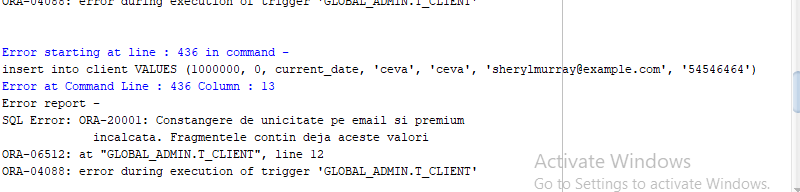 ORA-04088: error during execution of trigger 'GLOBAL_ADMIN.T_CLIENT'
Error starting at line : 436 in command -
insert into client VALUES (1000000, 0, current_date, 'ceva', 'ceva', 'sherylmurray@example.com', '54546464')
Error at Command Line : 436 Column : 13
Error report -
SQL Error: ORA-20001: Constangere de unicitate pe email si premium
incalcata. Fragmentele contin deja aceste valori
ORA-06512: at "GLOBAL_ADMIN.T_CLIENT", line 12
ORA-04088: error during execution of trigger 'GLOBAL_ADMIN.T_CLIENT'
Activate Windows
Go to Settings to activate Windows.